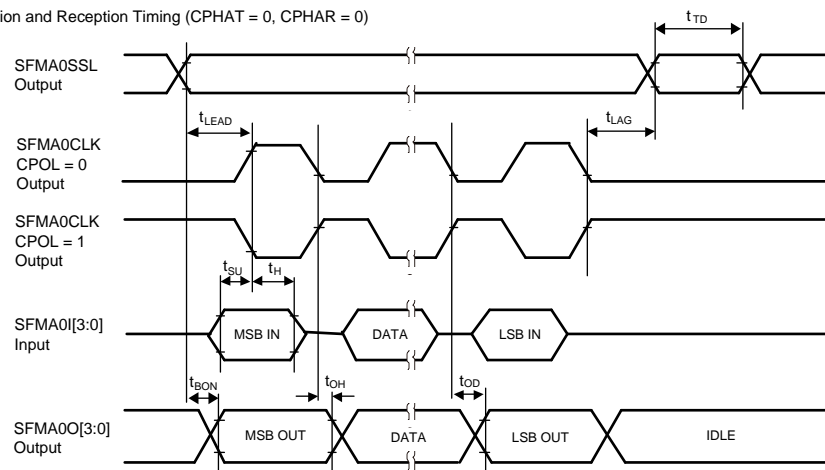 ion and Reception Timing (CPHAT = 0, CPHAR = 0)
tTD
SFMA0SSL
Output
tLEAD
tLAG
SFMA0CLK
CPOL = 0
Output
SFMA0CLK
CPOL = 1
Output
tSU
tH
SFMA0I[3:0]
Input
MSB IN
DATA
LSB IN
tBON
tOH
tOD
SFMA0O[3:0]
Output
MSB OUT
DATA
LSB OUT
IDLE